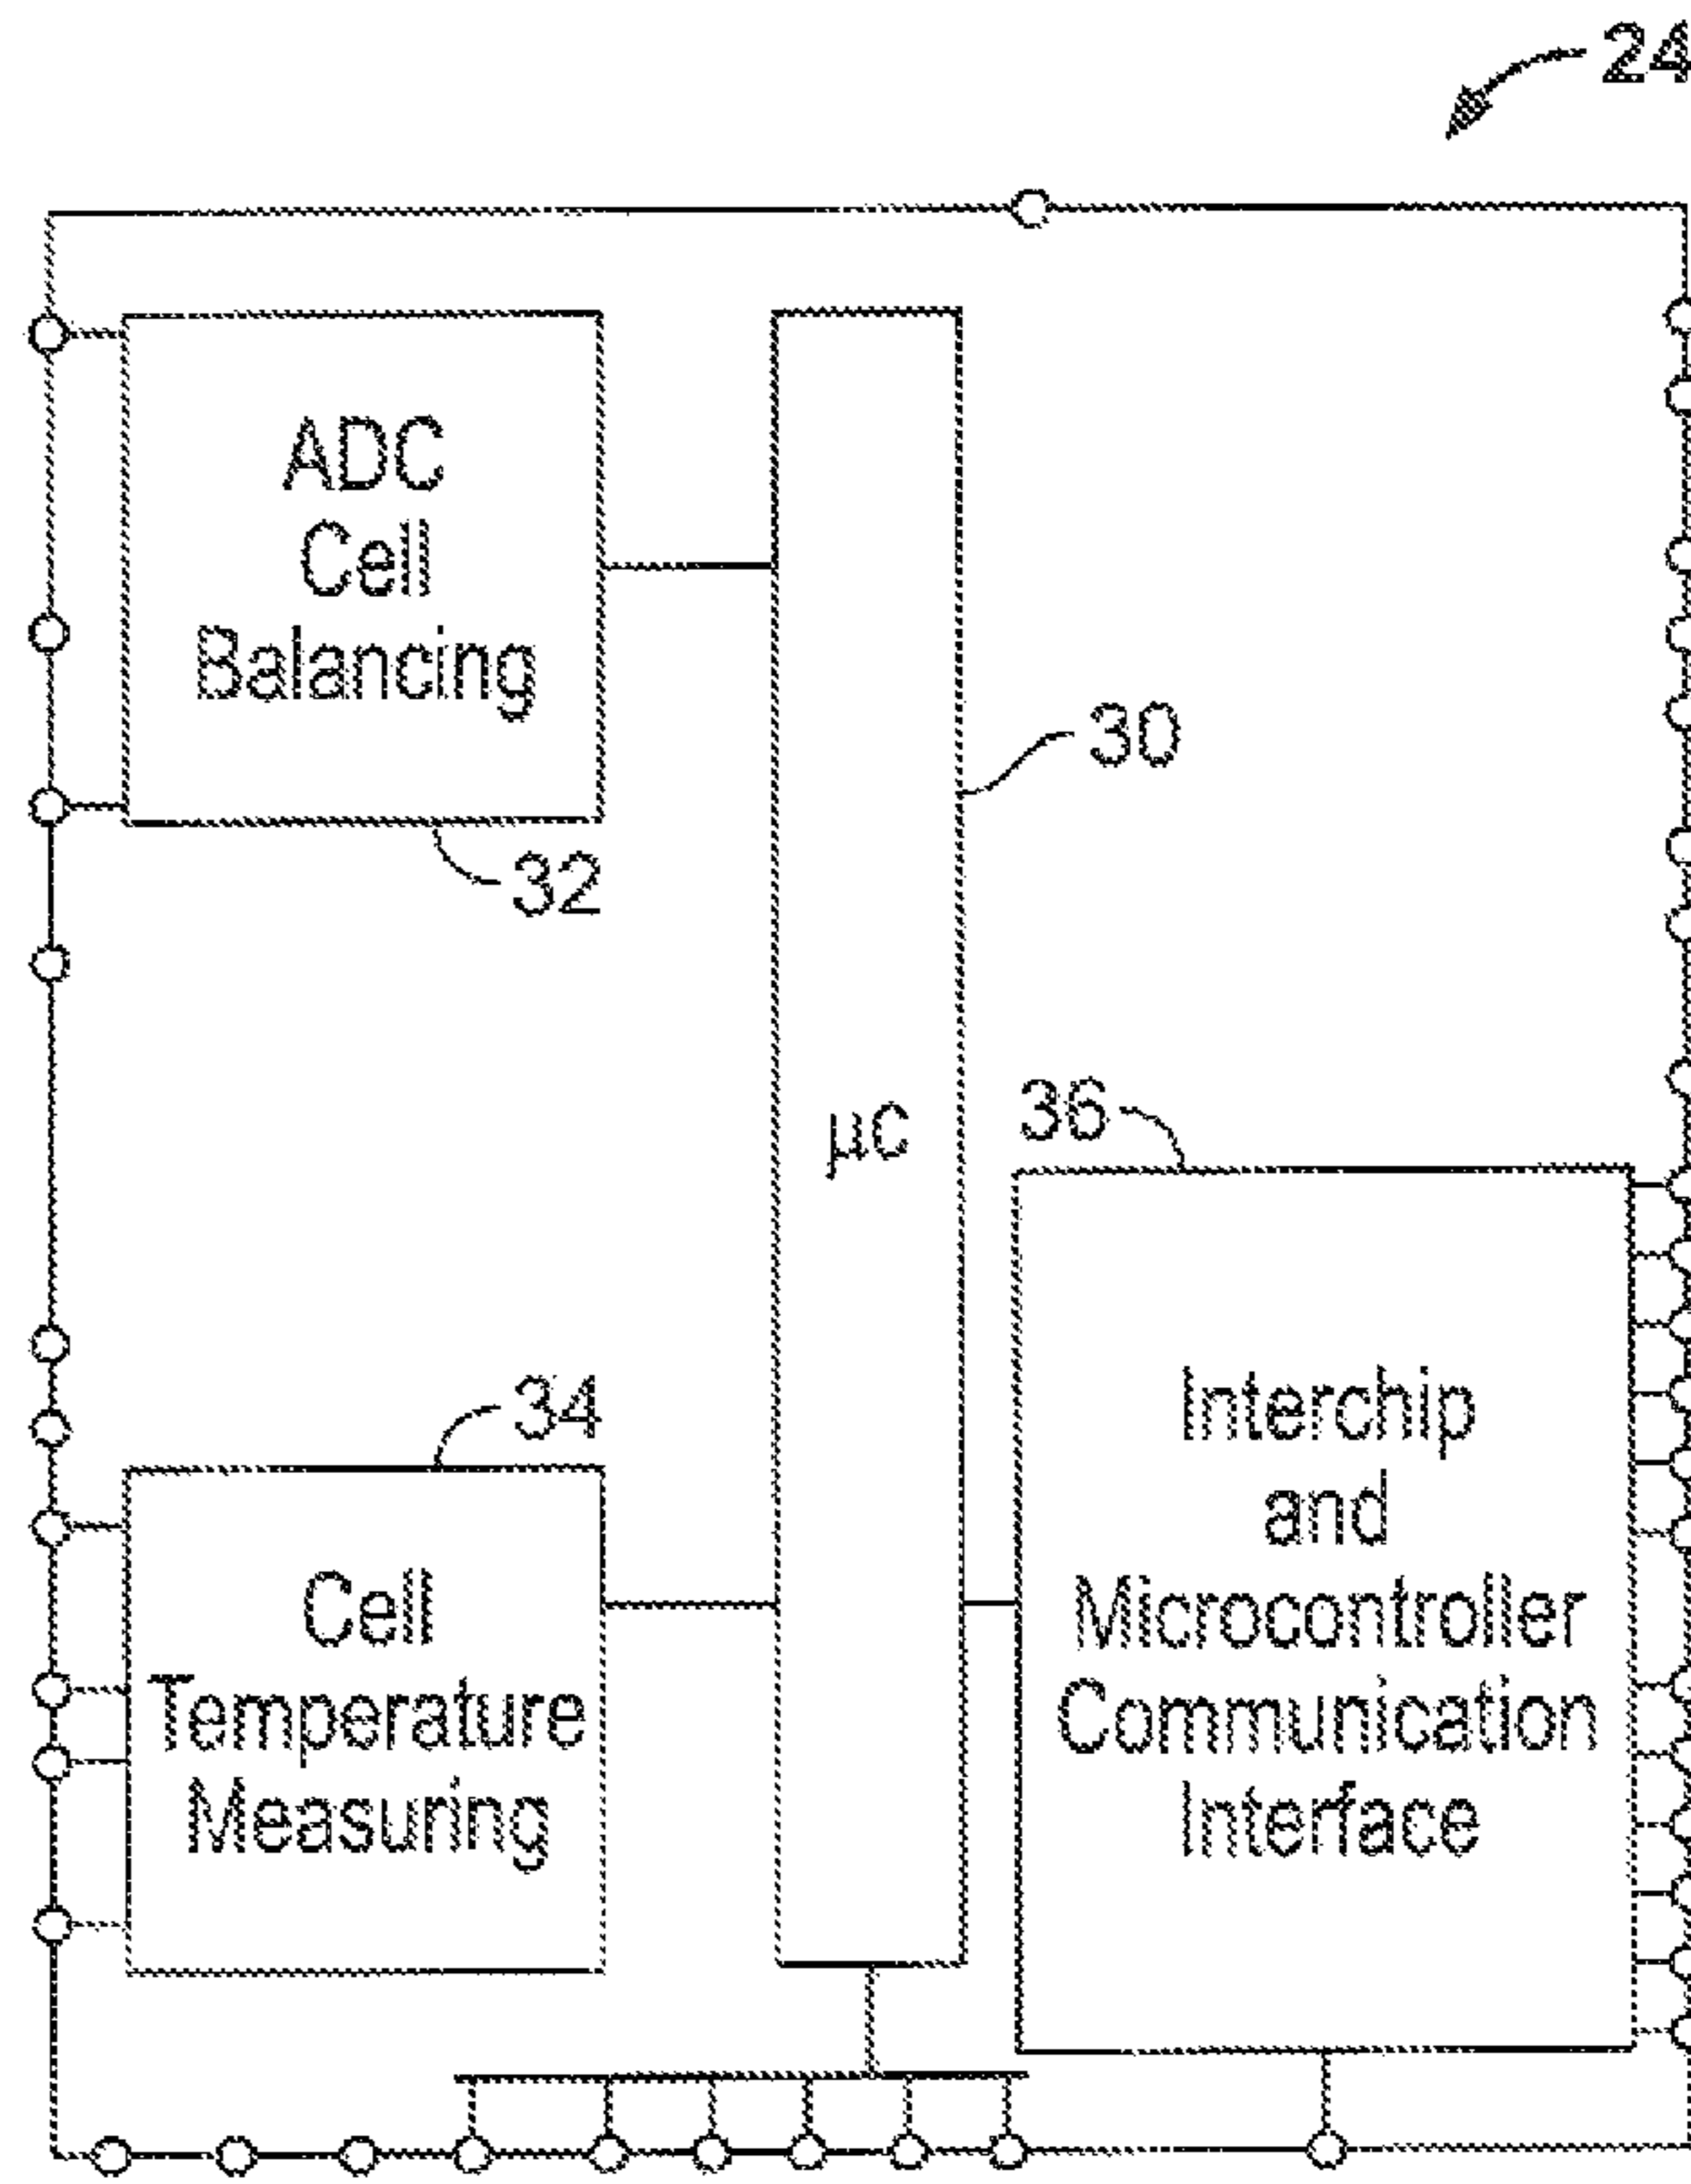 24
ADC
Cell
Balancing
30
32
µC
36
34
Interchip
and
Microcontroller
Communication
Interface
Cell
Temperature
Measuring